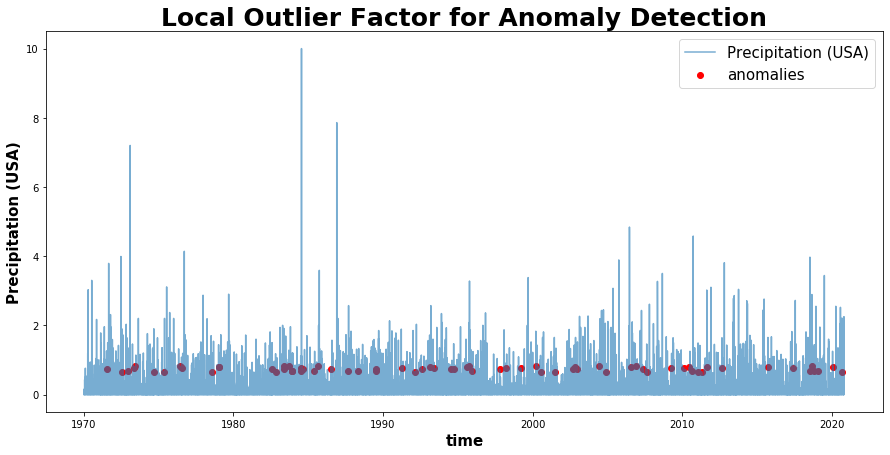 Local Outlier Factor for Anomaly Detection
Precipitation (USA)
anomalies
Precipitation (USA)
10
8
6
4
2
0
1970 1980 1990 2000 2010 2020
time